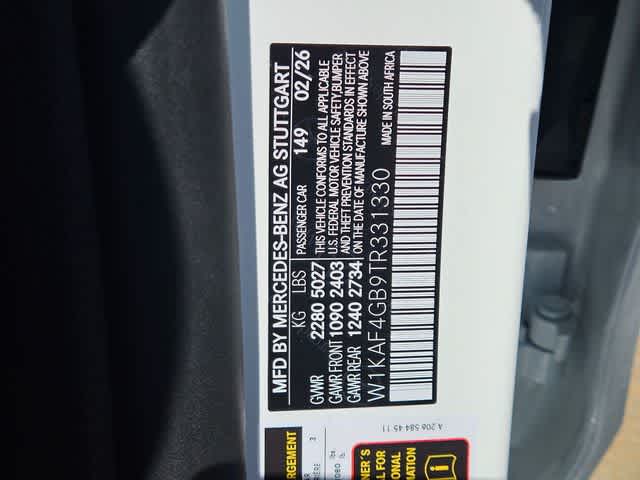 MFD BY MERCEDES-BENZ AG STUTTGART
KG LBS PASSENGER CAR 149 02/26
GVWR 2280 5027 THIS VEHICLE CONFORMS TO ALL APPLICABLE
U.S. FEDERAL MOTOR VEHICLE SAFETY, BUMPER
GAWR FRONT 1090 2403 AND THEFT PREVENTION STANDARDS IN EFFECT
GAWR REAR 1240 2734 ON THE DATE OF MANUFACTURE SHOWN ABOVE
W1KAF4GB9TR331330 MADE IN SOUTH AFRICA
A 206 584 45 11